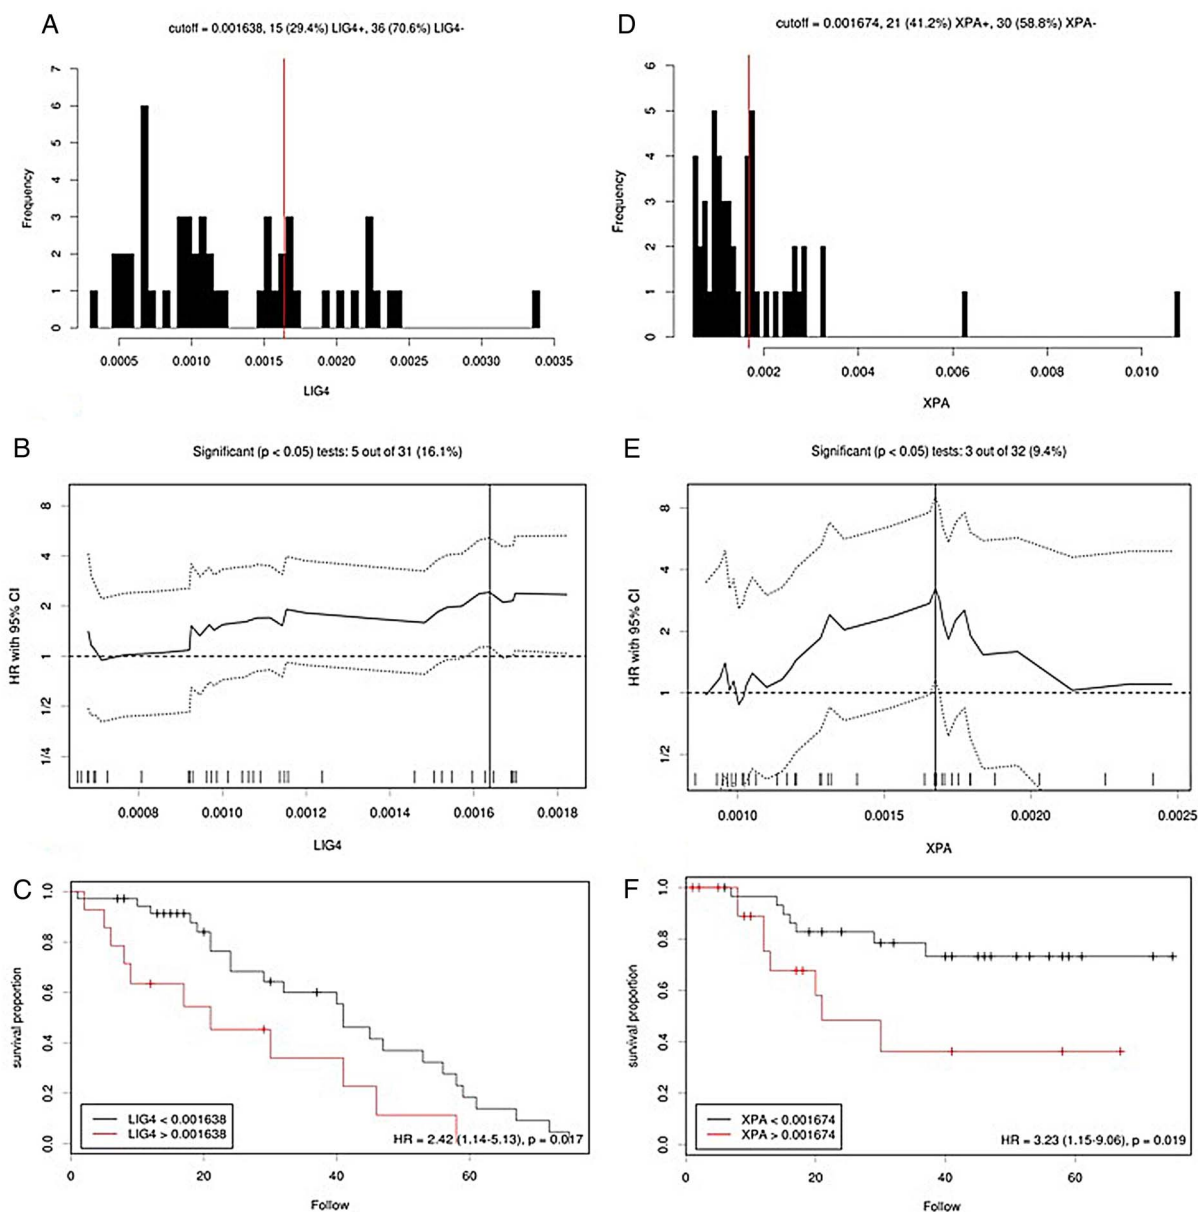 A
cutoff = 0.001638, 15 (29.4%) LIG4+, 36 (70.6%) LIG4-
Frequency
0 1 2 3 4 5 6 7
0.0005 0.0010 0.0015 0.0020 0.0025 0.0030 0.0035
LIG4
D
cutoff = 0.001674, 21 (41.2%) XPA+, 30 (58.8%) XPA-
Frequency
0 1 2 3 4 5 6
0.002 0.004 0.006 0.008 0.010
XPA
B
Significant (p < 0.05) tests: 5 out of 31 (16.1%)
HR with 95% CI
1/4 1/2 1 2 4 8
0.0008 0.0010 0.0012 0.0014 0.0016 0.0018
LIG4
E
Significant (p < 0.05) tests: 3 out of 32 (9.4%)
HR with 95% CI
1/2 1 2 4 8
0.0010 0.0015 0.0020 0.0025
XPA
C
survival proportion
0.0 0.2 0.4 0.6 0.8 1.0
LIG4 < 0.001638
LIG4 > 0.001638
HR = 2.42 (1.14-5.13), p = 0.017
0 20 40 60
Follow
F
survival proportion
0.0 0.2 0.4 0.6 0.8 1.0
XPA < 0.001674
XPA > 0.001674
HR = 3.23 (1.15-9.06), p = 0.019
0 20 40 60
Follow